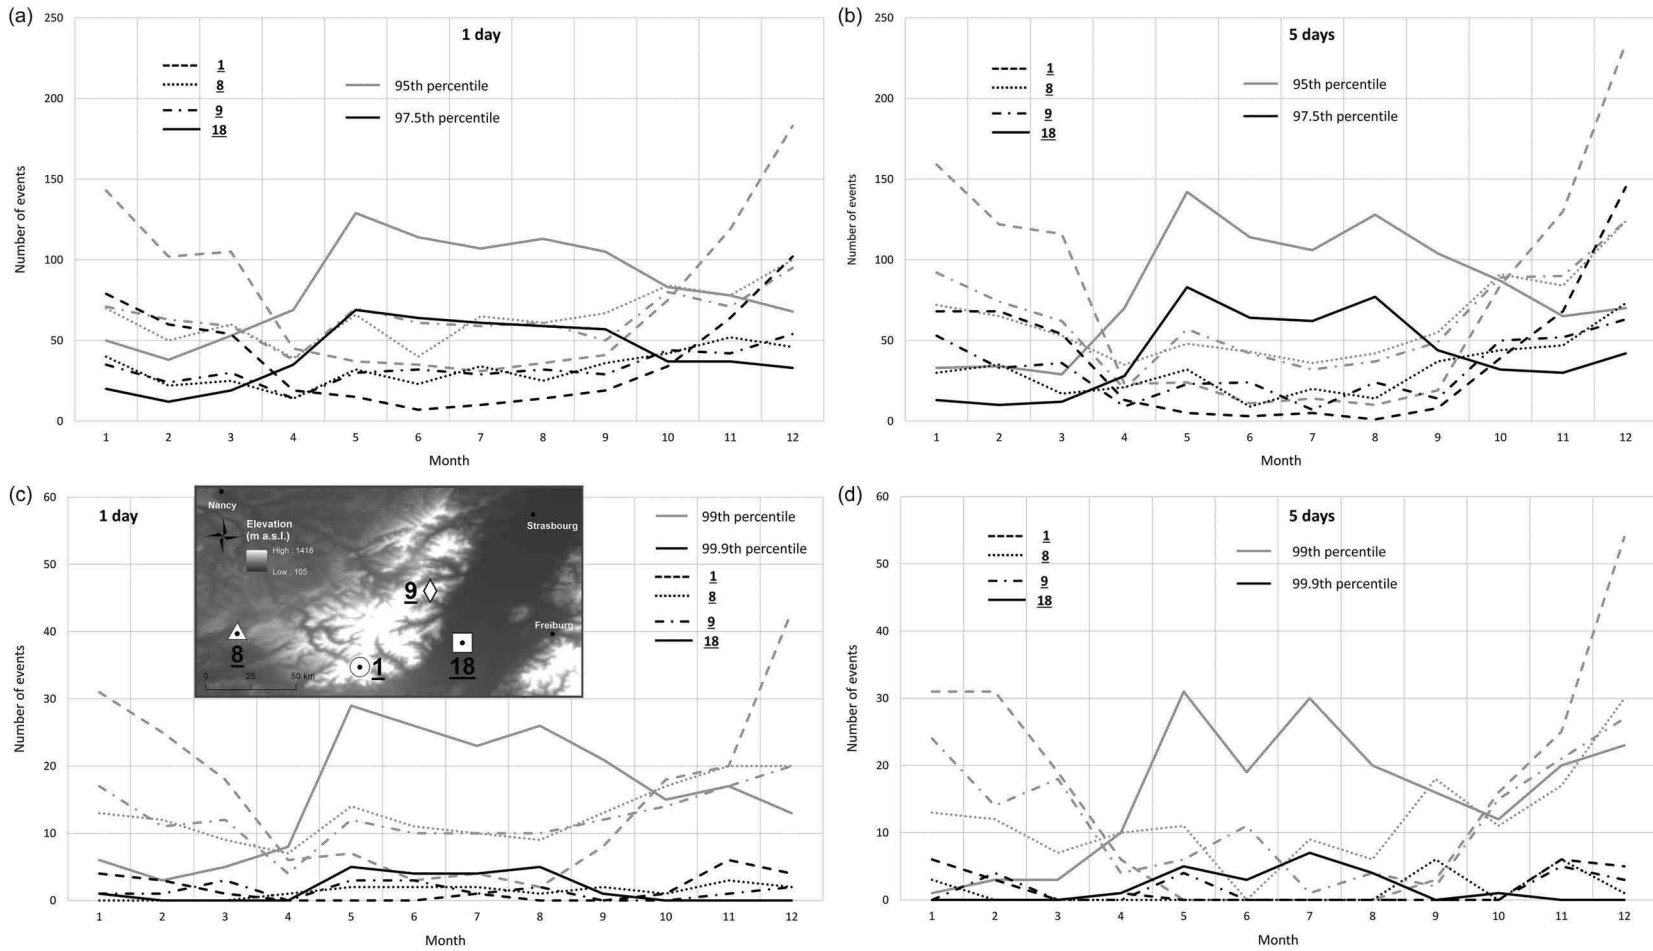 (a)
1 day
250
200
150
100
50
0
Number of events
1
8
9
18
95th percentile
97.5th percentile
1 2 3 4 5 6 7 8 9 10 11 12
Month
(b)
5 days
250
200
150
100
50
0
Number of events
1
8
9
18
95th percentile
97.5th percentile
1 2 3 4 5 6 7 8 9 10 11 12
Month
(c)
1 day
60
50
40
30
20
10
0
Number of events
Nancy
Strasbourg
Elevation
(m a.s.l.)
High : 1416
Low : 105
9
Freiburg
8
1
18
0 25 50 km
99th percentile
99.9th percentile
1
8
9
18
1 2 3 4 5 6 7 8 9 10 11 12
Month
(d)
5 days
60
50
40
30
20
10
0
Number of events
1
8
9
18
99th percentile
99.9th percentile
1 2 3 4 5 6 7 8 9 10 11 12
Month